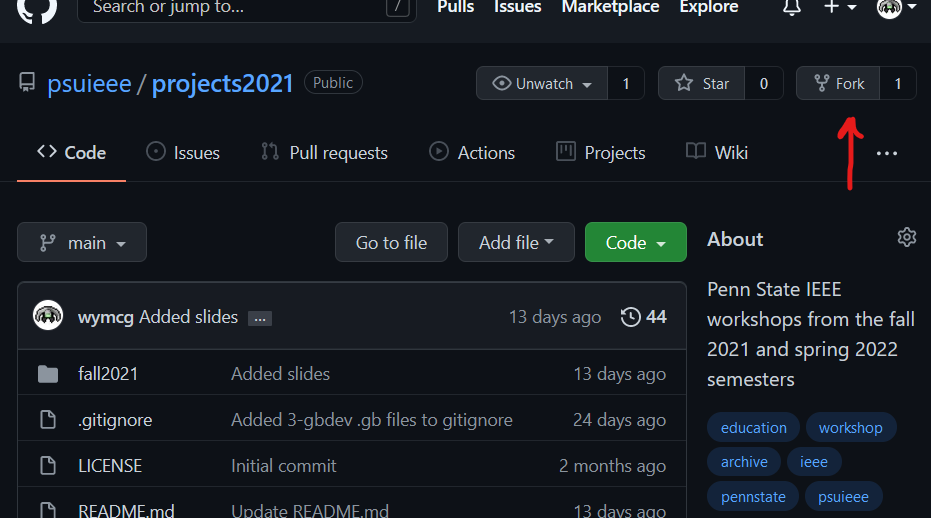 Search or jump to... /
Pulls Issues Marketplace Explore
psuieee / projects2021 Public
Unwatch 1 Star 0 Fork 1
Code Issues Pull requests Actions Projects Wiki ...
main Go to file Add file Code
About
Penn State IEEE
workshops from the fall
2021 and spring 2022
semesters
wymcg Added slides ... 13 days ago 44
fall2021 Added slides 13 days ago
.gitignore Added 3-gbdev .gb files to gitignore 24 days ago
LICENSE Initial commit 2 months ago
README.md Update README.md 13 days ago
education workshop
archive ieee
pennstate psuieee